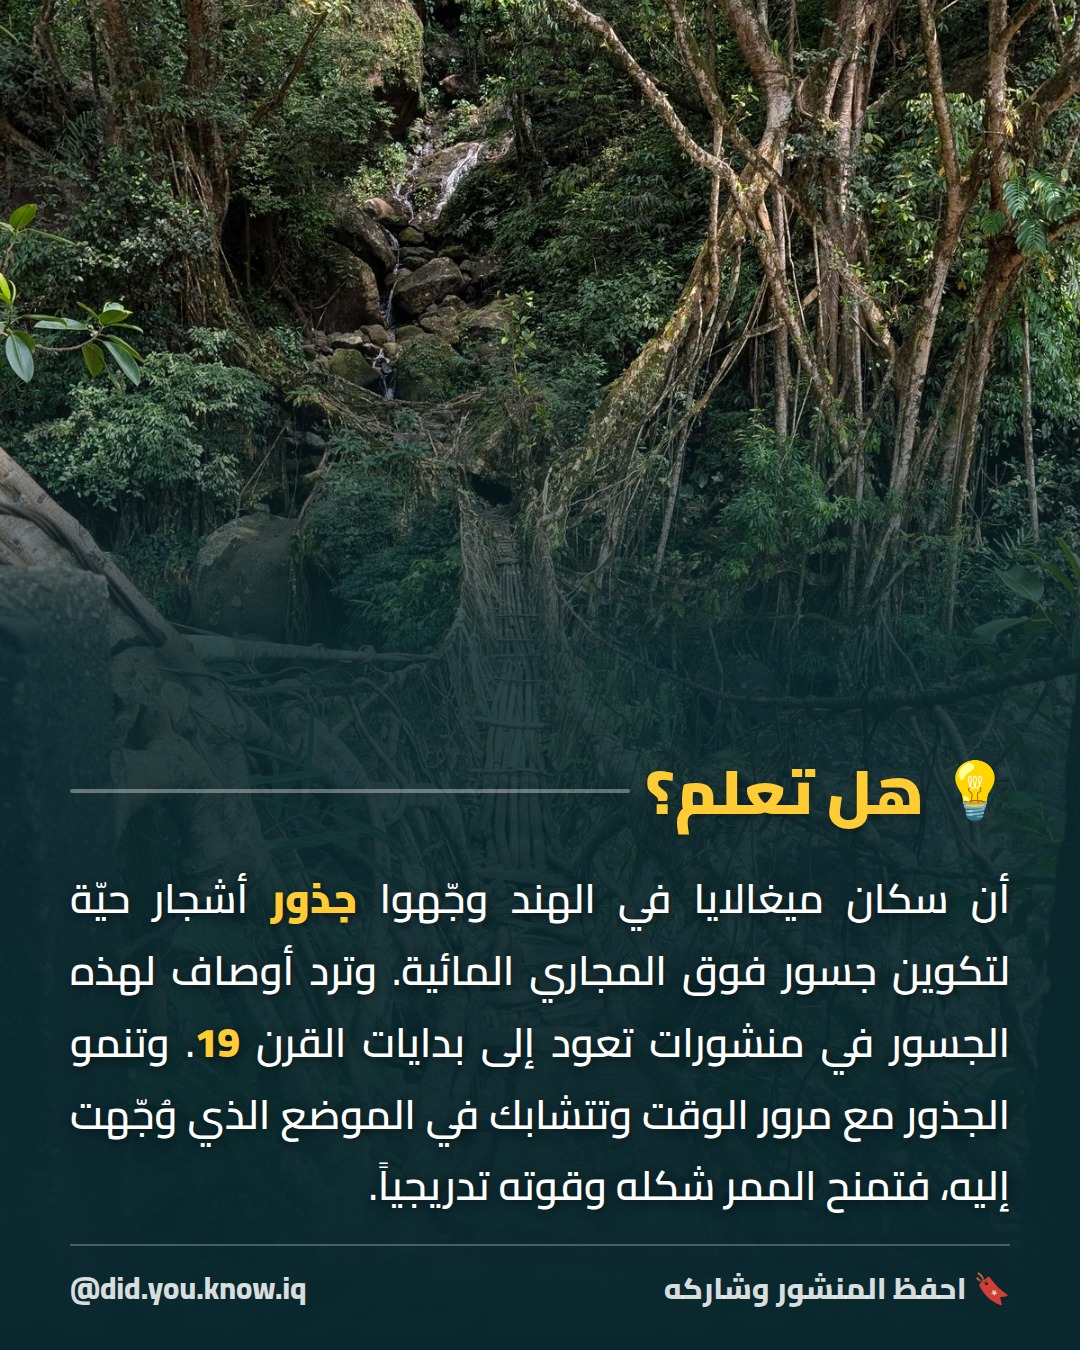 💡 هل تعلم؟
أن سكان ميغالايا في الهند وجّهوا جذور أشجار حيّة
لتكوين جسور فوق المجاري المائية. وترد أوصاف لهذه
الجسور في منشورات تعود إلى بدايات القرن 19. وتنمو
الجذور مع مرور الوقت وتتشابك في الموضع الذي وُجّهت
إليه، فتمنح الممر شكله وقوته تدريجياً.
🔖 احفظ المنشور وشاركه
@did.you.know.iq